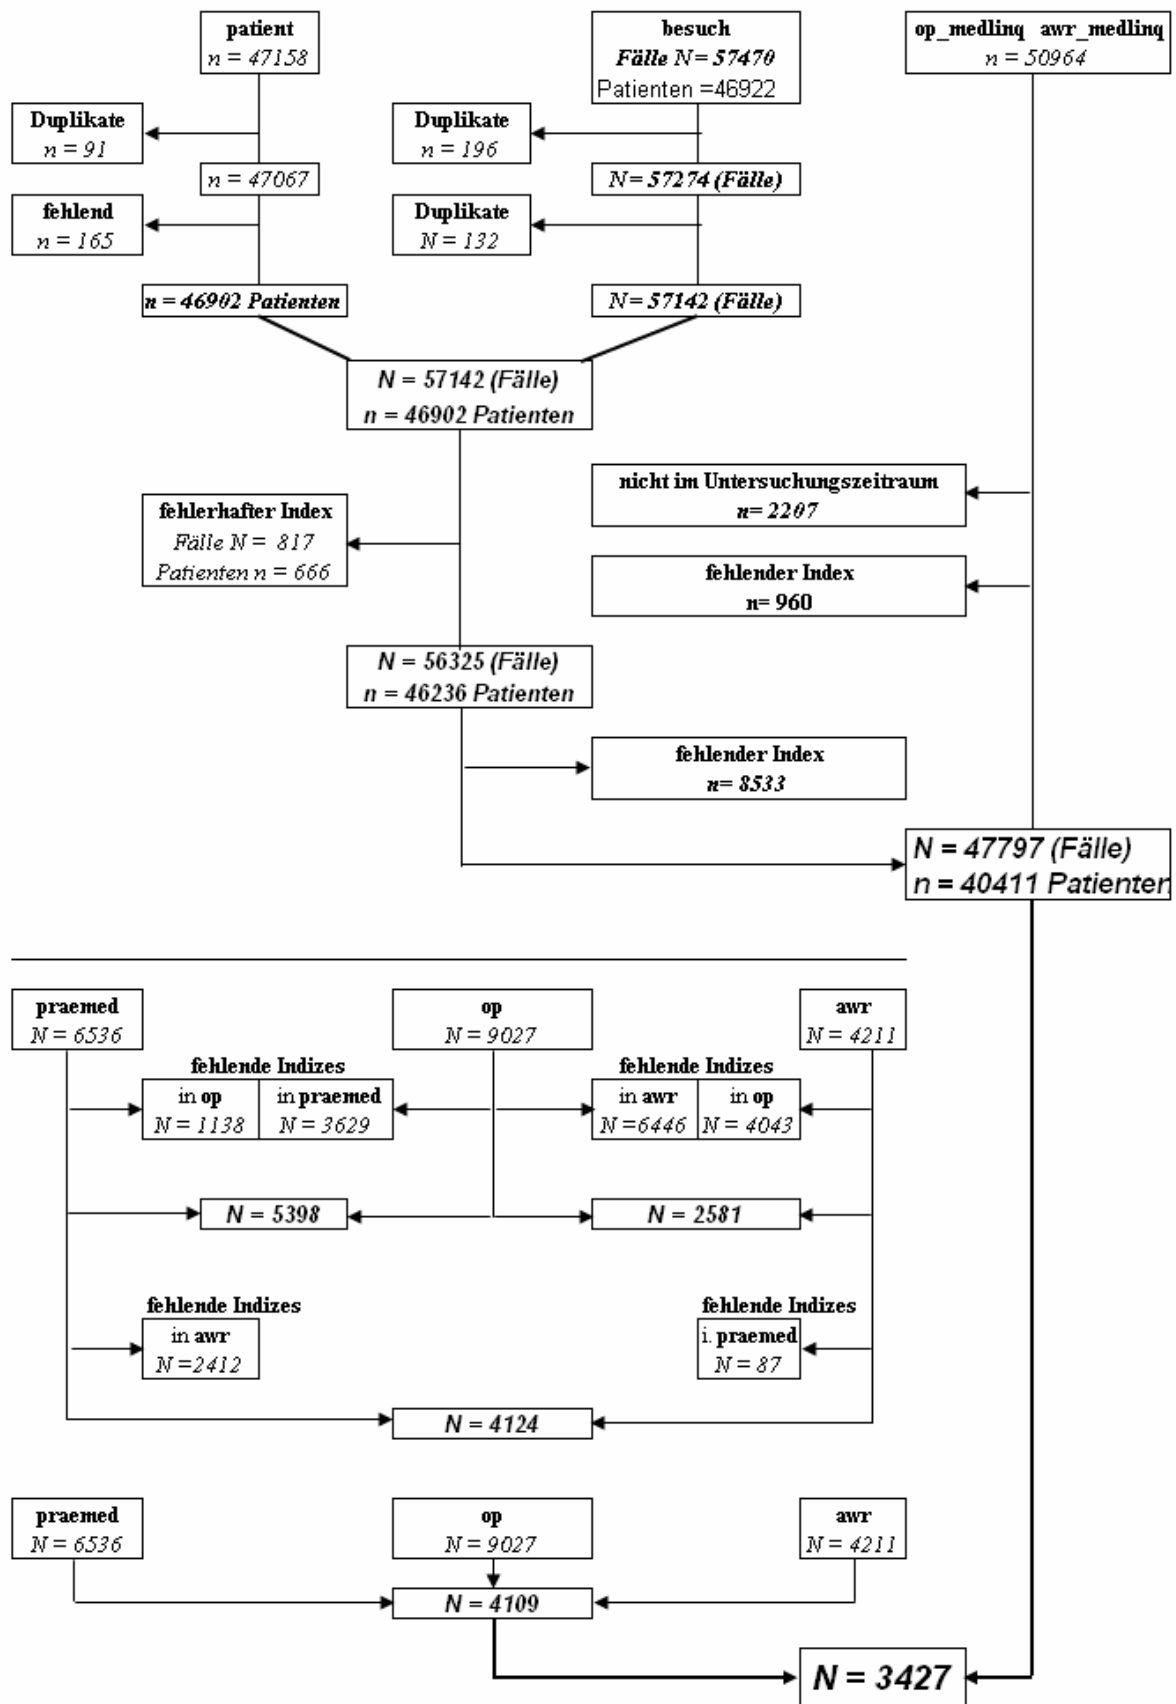 patient
n = 47158
besuch
Fälle N = 57470
Patienten =46922
op_medlinq awr_medlinq
n = 50964
Duplikate
n = 91
Duplikate
n = 196
n = 47067
N = 57274 (Fälle)
fehlend
n = 165
Duplikate
N = 132
n = 46902 Patienten
N = 57142 (Fälle)
N = 57142 (Fälle)
n = 46902 Patienten
nicht im Untersuchungszeitraum
n= 2207
fehlerhafter Index
Fälle N = 817
Patienten n = 666
fehlender Index
n= 960
N = 56325 (Fälle)
n = 46236 Patienten
fehlender Index
n= 8533
N = 47797 (Fälle)
n = 40411 Patienten
praemed
N = 6536
op
N = 9027
awr
N = 4211
fehlende Indizes
in op
N = 1138
in praemed
N = 3629
fehlende Indizes
in awr
N =6446
in op
N = 4043
N = 5398
N = 2581
fehlende Indizes
in awr
N =2412
fehlende Indizes
i. praemed
N = 87
N = 4124
praemed
N = 6536
op
N = 9027
awr
N = 4211
N = 4109
N = 3427